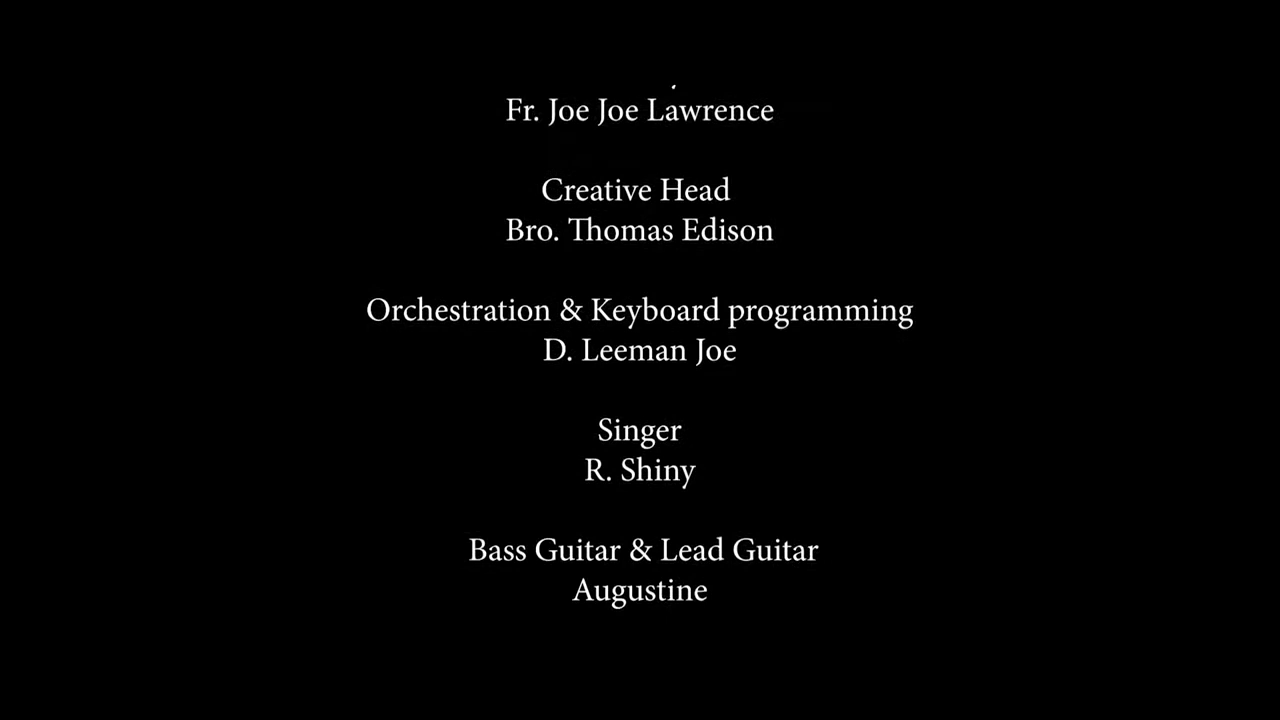 Fr. Joe Joe Lawrence
Creative Head
Bro. Thomas Edison
Orchestration & Keyboard programming
D. Leeman Joe
Singer
R. Shiny
Bass Guitar & Lead Guitar
Augustine